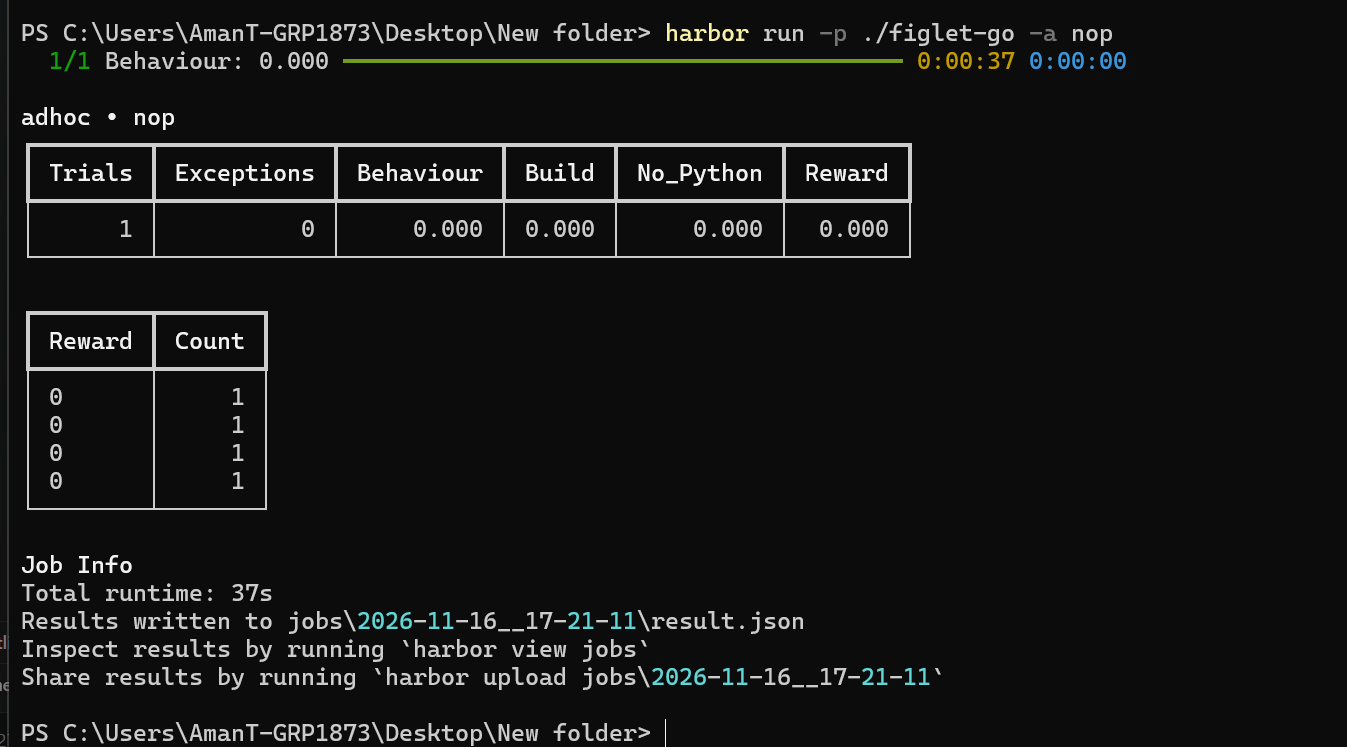 PS C:\Users\AmanT-GRP1873\Desktop\New folder> harbor run -p ./figlet-go -a nop
1/1 Behaviour: 0.000 0:00:37 0:00:00
adhoc • nop
Trials Exceptions Behaviour Build No_Python Reward
1 0 0.000 0.000 0.000 0.000
Reward Count
0 1
0 1
0 1
0 1
Job Info
Total runtime: 37s
Results written to jobs\2026-11-16__17-21-11\result.json
Inspect results by running `harbor view jobs`
Share results by running `harbor upload jobs\2026-11-16__17-21-11`
PS C:\Users\AmanT-GRP1873\Desktop\New folder>